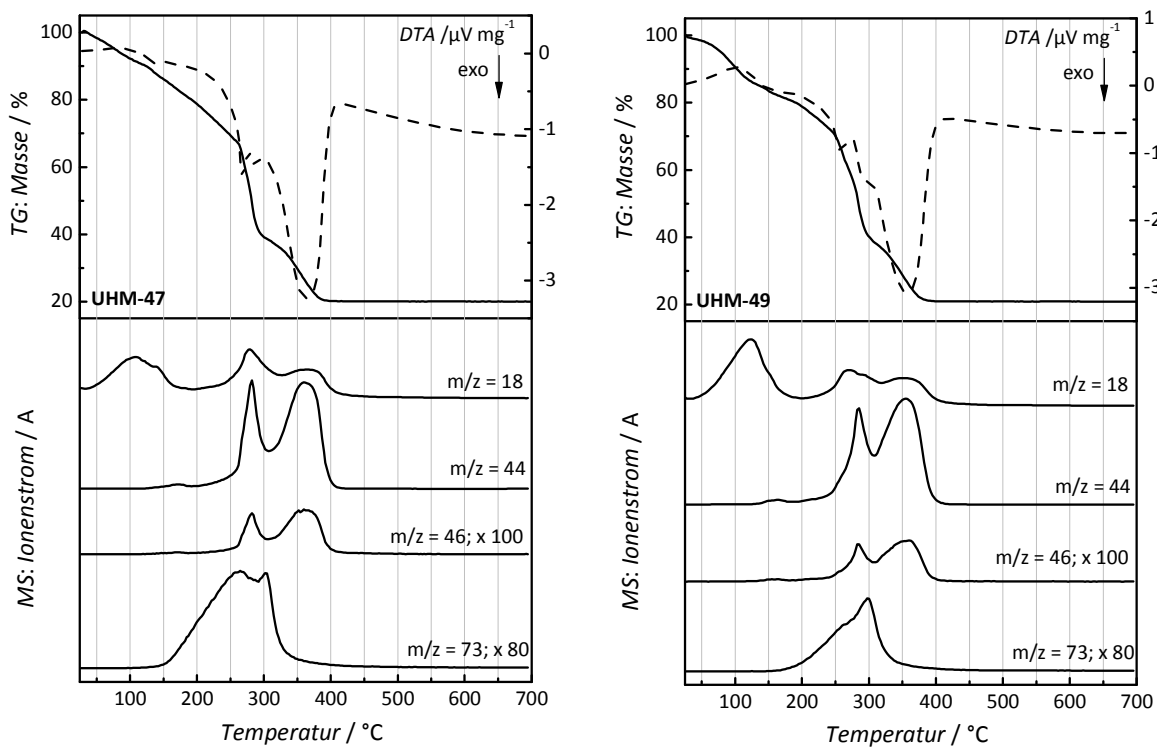 100
80
60
40
20
TG: Masse / %
DTA /µV mg⁻¹
exo
0
-1
-2
-3
UHM-47
m/z = 18
m/z = 44
m/z = 46; x 100
m/z = 73; x 80
MS: Ionenstrom / A
100 200 300 400 500 600 700
Temperatur / °C
100
80
60
40
20
TG: Masse / %
DTA /µV mg⁻¹
exo
1
0
-1
-2
-3
UHM-49
m/z = 18
m/z = 44
m/z = 46; x 100
m/z = 73; x 80
MS: Ionenstrom / A
100 200 300 400 500 600 700
Temperatur / °C